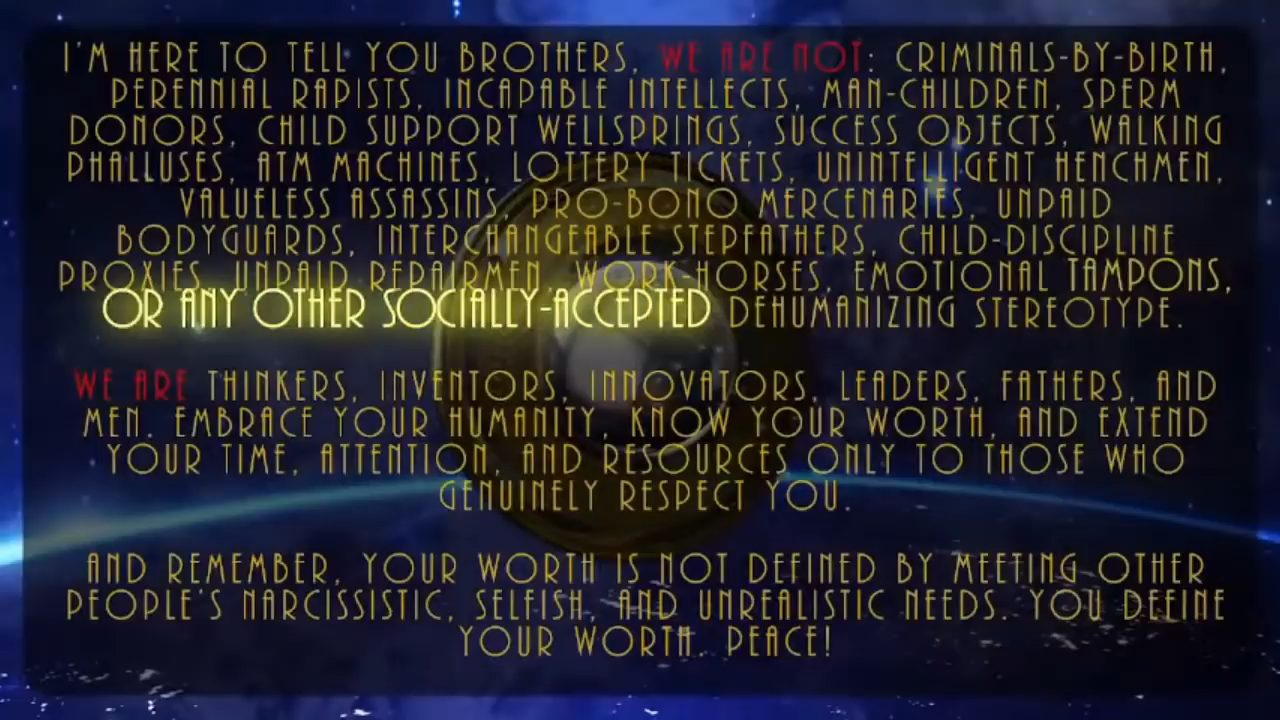 I'M HERE TO TELL YOU BROTHERS, WE ARE NOT: CRIMINALS-BY-BIRTH,
PERENNIAL RAPISTS, INCAPABLE INTELLECTS, MAN-CHILDREN, SPERM
DONORS, CHILD SUPPORT WELLSPRINGS, SUCCESS OBJECTS, WALKING
PHALLUSES, ATM MACHINES, LOTTERY TICKETS, UNINTELLIGENT HENCHMEN,
VALUELESS ASSASSINS, PRO-BONO MERCENARIES, UNPAID
BODYGUARDS, INTERCHANGEABLE STEPFATHERS, CHILD-DISCIPLINE
PROXIES, UNPAID REPAIRMEN, WORK-HORSES, EMOTIONAL TAMPONS,
OR ANY OTHER SOCIALLY-ACCEPTED DEHUMANIZING STEREOTYPE.
WE ARE THINKERS, INVENTORS, INNOVATORS, LEADERS, FATHERS, AND
MEN. EMBRACE YOUR HUMANITY, KNOW YOUR WORTH, AND EXTEND
YOUR TIME, ATTENTION, AND RESOURCES ONLY TO THOSE WHO
GENUINELY RESPECT YOU.
AND REMEMBER, YOUR WORTH IS NOT DEFINED BY MEETING OTHER
PEOPLE'S NARCISSISTIC, SELFISH, AND UNREALISTIC NEEDS. YOU DEFINE
YOUR WORTH. PEACE!